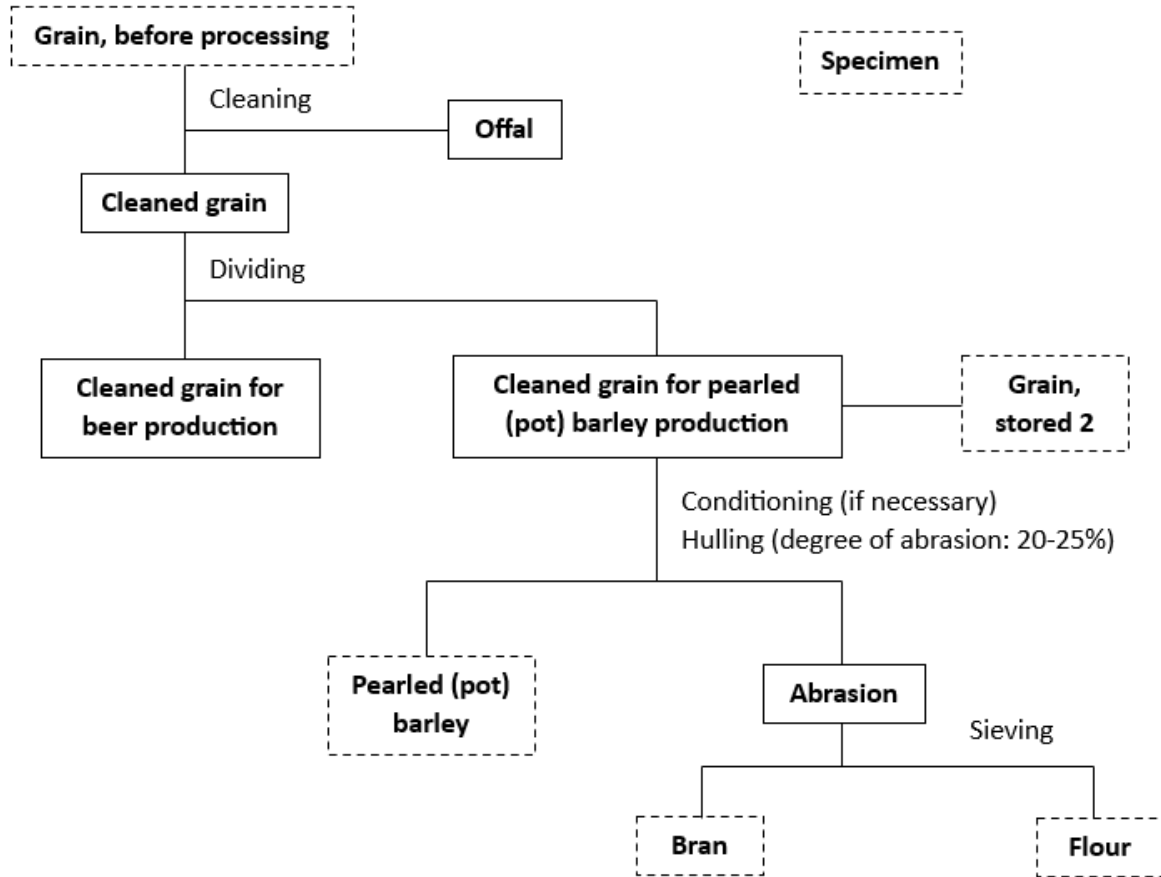 Grain, before processing
Specimen
Cleaning
Offal
Cleaned grain
Dividing
Cleaned grain for
beer production
Cleaned grain for pearled
(pot) barley production
Grain,
stored 2
Conditioning (if necessary)
Hulling (degree of abrasion: 20-25%)
Pearled (pot)
barley
Abrasion
Sieving
Bran
Flour